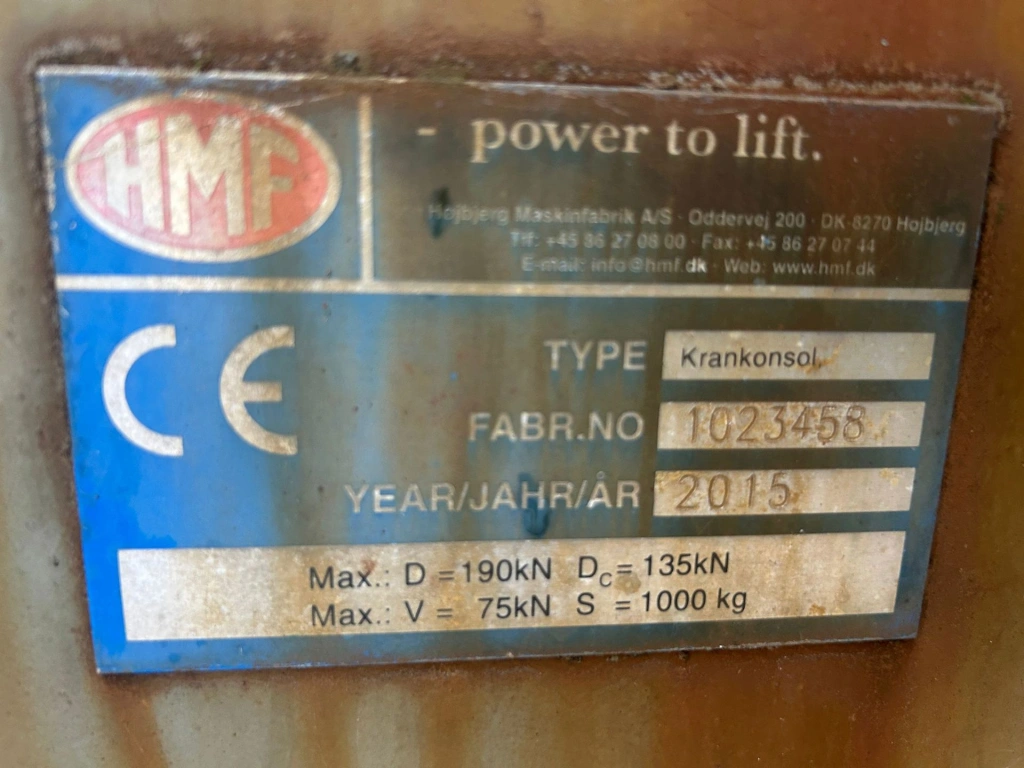 HMF
- power to lift.
Højbjerg Maskinfabrik A/S · Oddervej 200 · DK-8270 Højbjerg
Tlf: +45 86 27 08 00 · Fax: +45 86 27 07 44
E-mail: info@hmf.dk · Web: www.hmf.dk
CE
TYPE Krankonsol.
FABR.NO 1023458
YEAR/JAHR/ÅR 2015
Max.: D = 190kN Dc = 135kN
Max.: V = 75kN S = 1000 kg